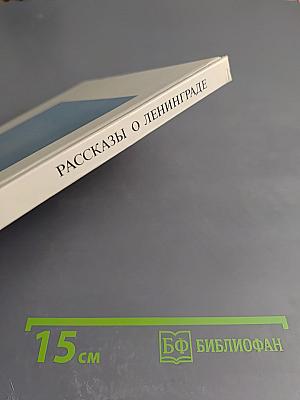 РАССКАЗЫ О ЛЕНИНГРАДЕ
15 СМ
БФ БИБЛИОФАН